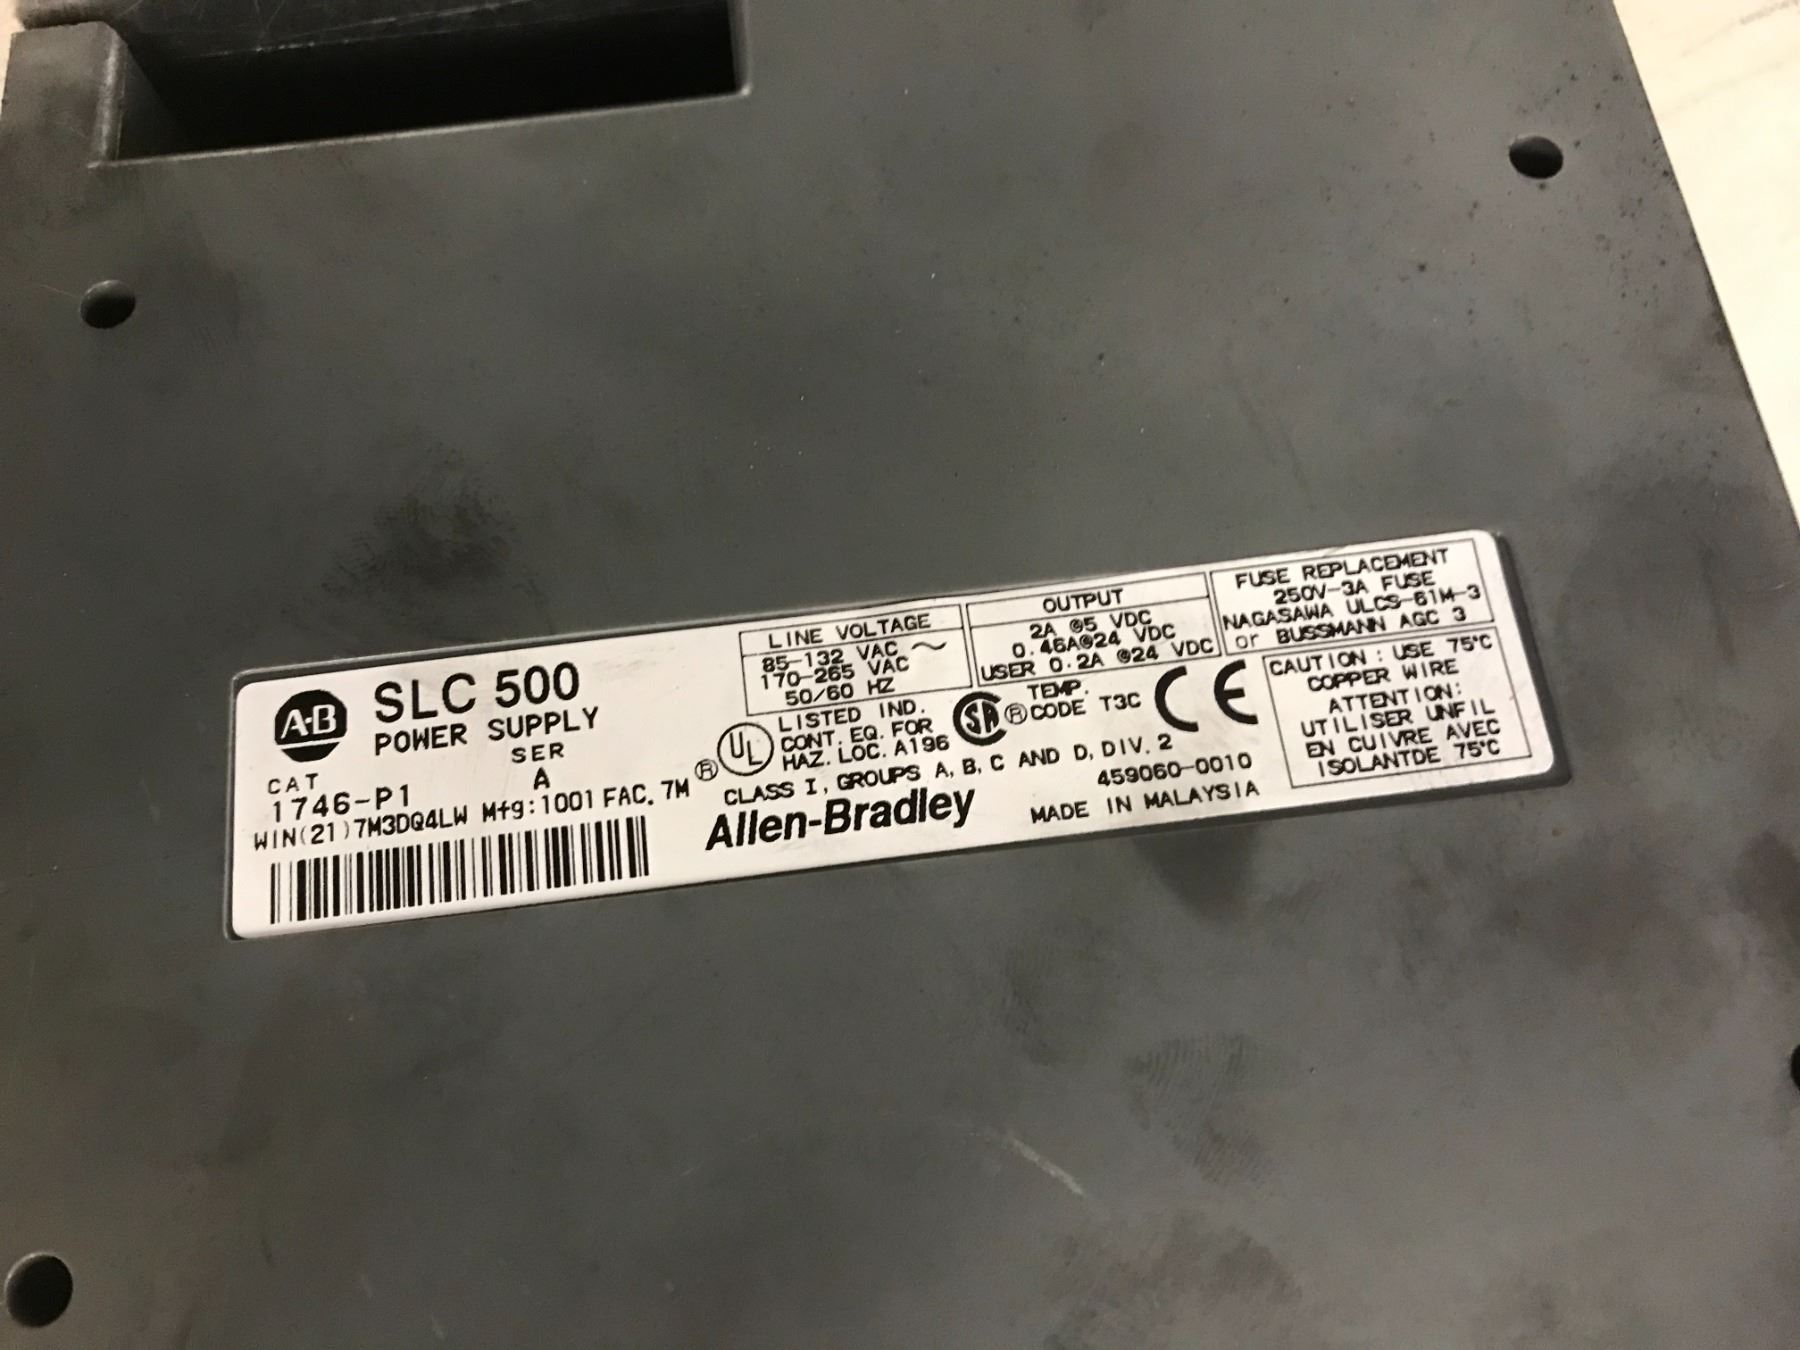 A·B
SLC 500
POWER SUPPLY
CAT
SER
1746-P1
A
WIN(21)7M3DQ4LW Mfg:1001 FAC. 7M
LINE VOLTAGE
85-132 VAC ~
170-265 VAC
50/60 HZ
OUTPUT
2A @5 VDC
0.46A@24 VDC
USER 0.2A @24 VDC
FUSE REPLACEMENT
250V-3A FUSE
NAGASAWA ULCS-61M-3
or BUSSMANN AGC 3
UL
®
LISTED IND.
CONT. EQ. FOR
HAZ. LOC. A196
SA ®
TEMP.
CODE T3C
CE
CLASS I, GROUPS A, B, C AND D, DIV. 2
Allen-Bradley
459060-0010
MADE IN MALAYSIA
CAUTION : USE 75°C
COPPER WIRE
ATTENTION:
UTILISER UNFIL
EN CUIVRE AVEC
ISOLANTDE 75°C